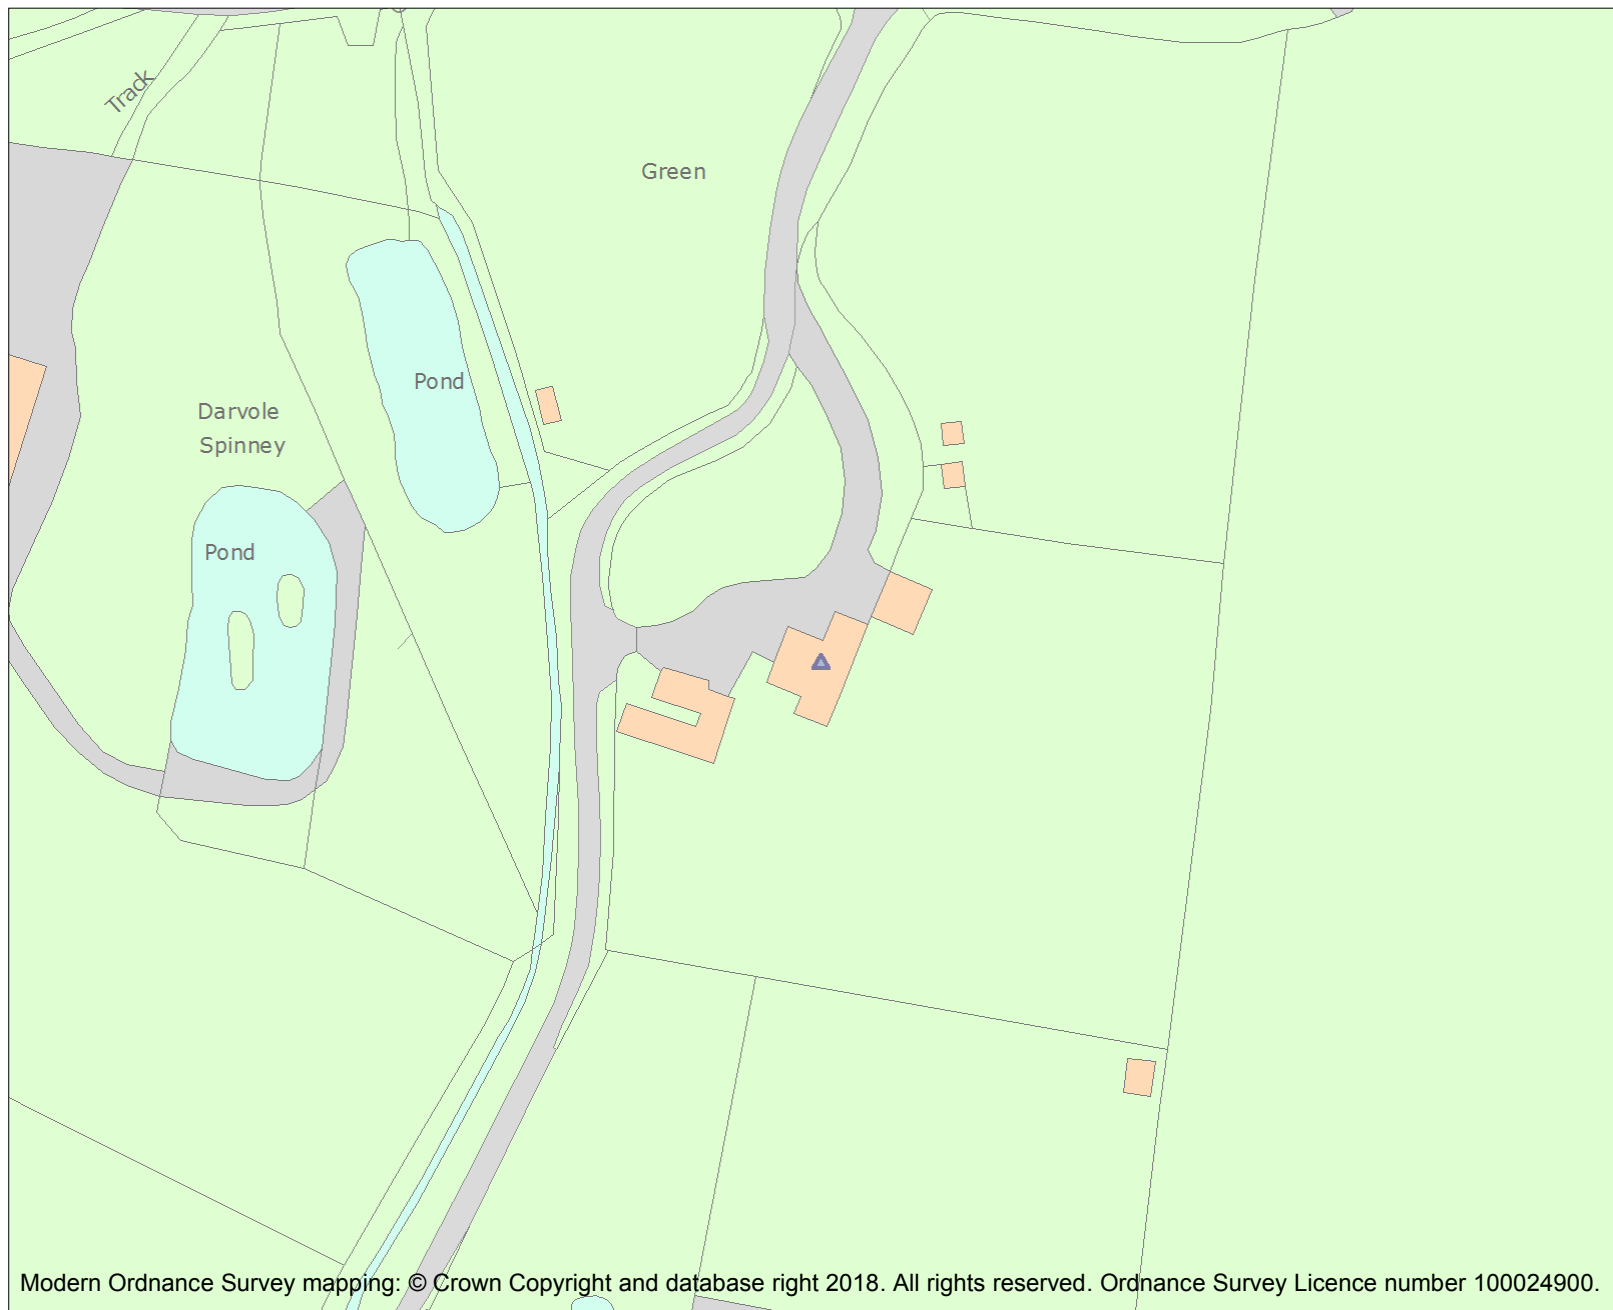 Track
Green
Pond
Darvole
Spinney
Pond
Modern Ordnance Survey mapping: © Crown Copyright and database right 2018. All rights reserved. Ordnance Survey Licence number 100024900.